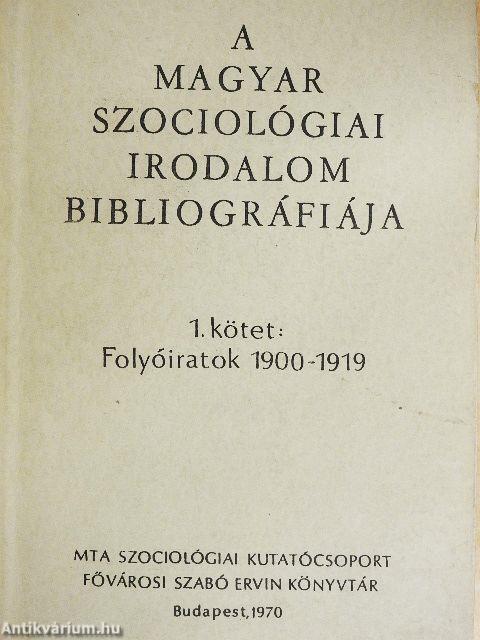 A
MAGYAR
SZOCIOLÓGIAI
IRODALOM
BIBLIOGRÁFIÁJA
1. kötet:
Folyóiratok 1900-1919
MTA SZOCIOLÓGIAI KUTATÓCSOPORT
FŐVÁROSI SZABÓ ERVIN KÖNYVTÁR
Budapest, 1970
Antikvárium.hu